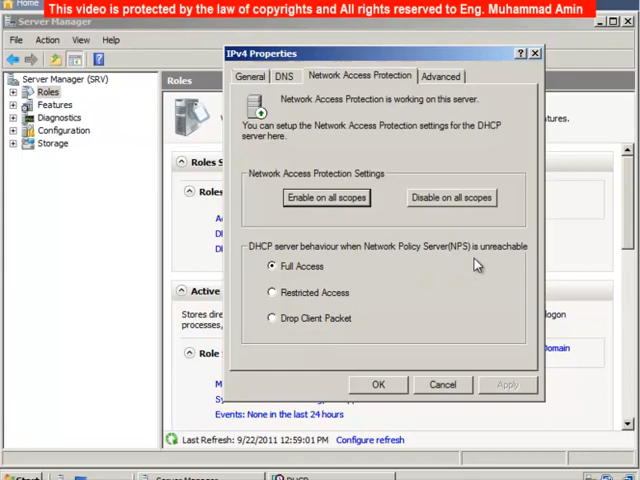 Home
This video is protected by the law of copyrights and All rights reserved to Eng. Muhammad Amin
Server Manager
File Action View Help
Server Manager (SRV)
Roles
Features
Diagnostics
Configuration
Storage
Roles
IPv4 Properties
General
DNS
Network Access Protection
Advanced
Network Access Protection is working on this server.
You can setup the Network Access Protection settings for the DHCP
server here.
Network Access Protection Settings
Enable on all scopes
Disable on all scopes
DHCP server behaviour when Network Policy Server(NPS) is unreachable
Full Access
Restricted Access
Drop Client Packet
OK
Cancel
Apply
atures.
Roles
Roles
Active
Stores dire
processes,
logon
Domain
Role
Events: None in the last 24 hours
Last Refresh: 9/22/2011 12:59:01 PM Configure refresh
Start
Server Manager
DHCP